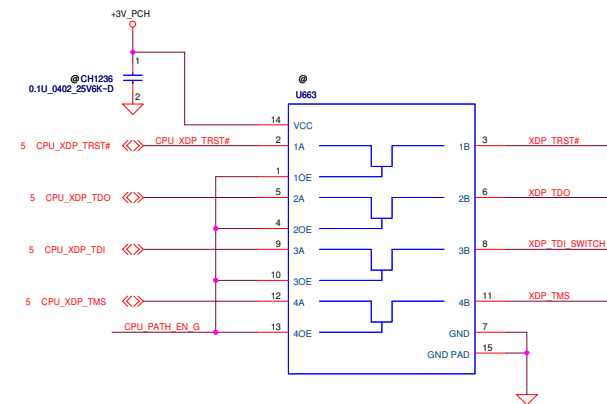 +3V_PCH
1
@ CH1236
0.1U_0402_25V6K~D
2
@
U663
14 VCC
5 CPU_XDP_TRST# CPU_XDP_TRST# 2 1A 1B 3 XDP_TRST#
1 1OE
5 CPU_XDP_TDO 5 2A 2B 6 XDP_TDO
4 2OE
5 CPU_XDP_TDI 9 3A 3B 8 XDP_TDI_SWITCH
10 3OE
5 CPU_XDP_TMS 12 4A 4B 11 XDP_TMS
CPU_PATH_EN_G 13 4OE GND 7
GND PAD 15